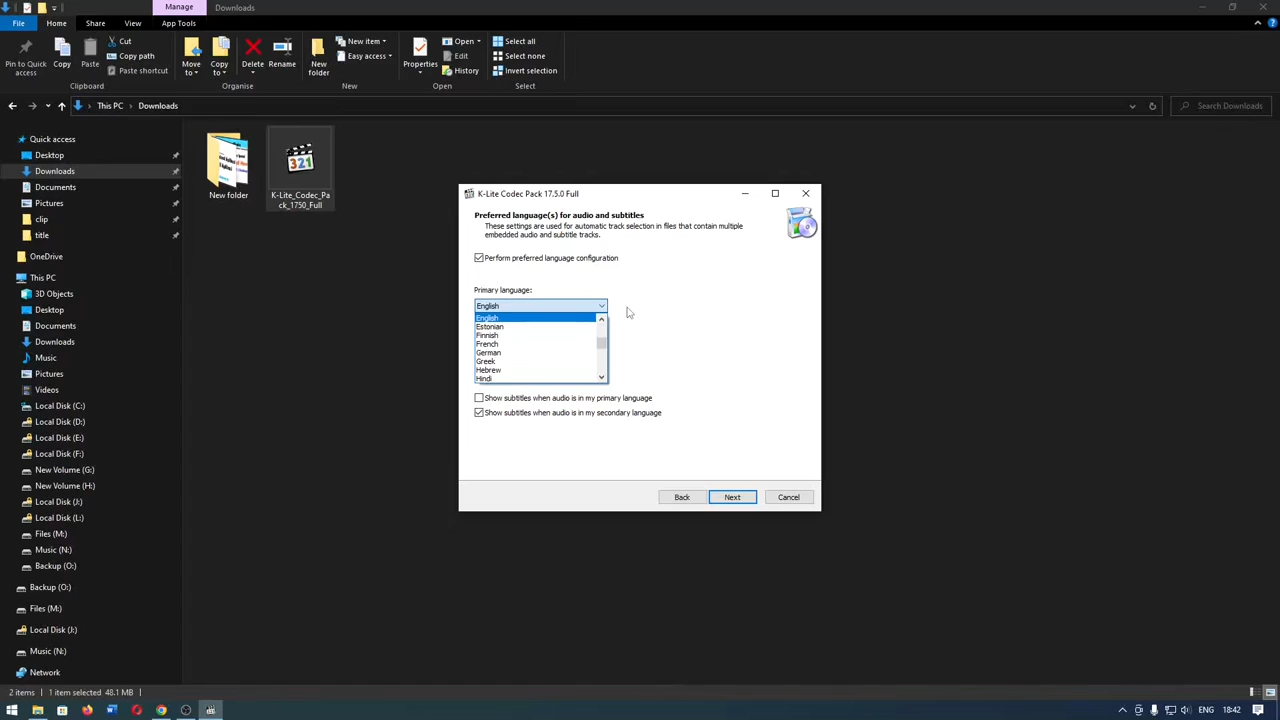 Manage
Downloads
File
Home
Share
View
App Tools
Pin to Quick
access
Copy
Paste
Cut
Copy path
Paste shortcut
Clipboard
Move
to
Copy
to
Delete
Rename
Organise
New
folder
New item
Easy access
New
Properties
Open
Edit
History
Open
Select all
Select none
Invert selection
Select
This PC
Downloads
Search Downloads
Quick access
Desktop
Downloads
Documents
Pictures
clip
title
OneDrive
This PC
3D Objects
Desktop
Documents
Downloads
Music
Pictures
Videos
Local Disk (C:)
Local Disk (D:)
Local Disk (E:)
Local Disk (F:)
New Volume (G:)
New Volume (H:)
Local Disk (J:)
Local Disk (L:)
Files (M:)
Music (N:)
Backup (O:)
Backup (O:)
Files (M:)
Local Disk (J:)
Music (N:)
Network
New folder
321
K-Lite_Codec_Pa
ck_1750_Full
K-Lite Codec Pack 17.5.0 Full
Preferred language(s) for audio and subtitles
These settings are used for automatic track selection in files that contain multiple
embedded audio and subtitle tracks.
Perform preferred language configuration
Primary language:
English
English
Estonian
Finnish
French
German
Greek
Hebrew
Hindi
Show subtitles when audio is in my primary language
Show subtitles when audio is in my secondary language
Back
Next
Cancel
2 items
1 item selected 48.1 MB
ENG
18:42